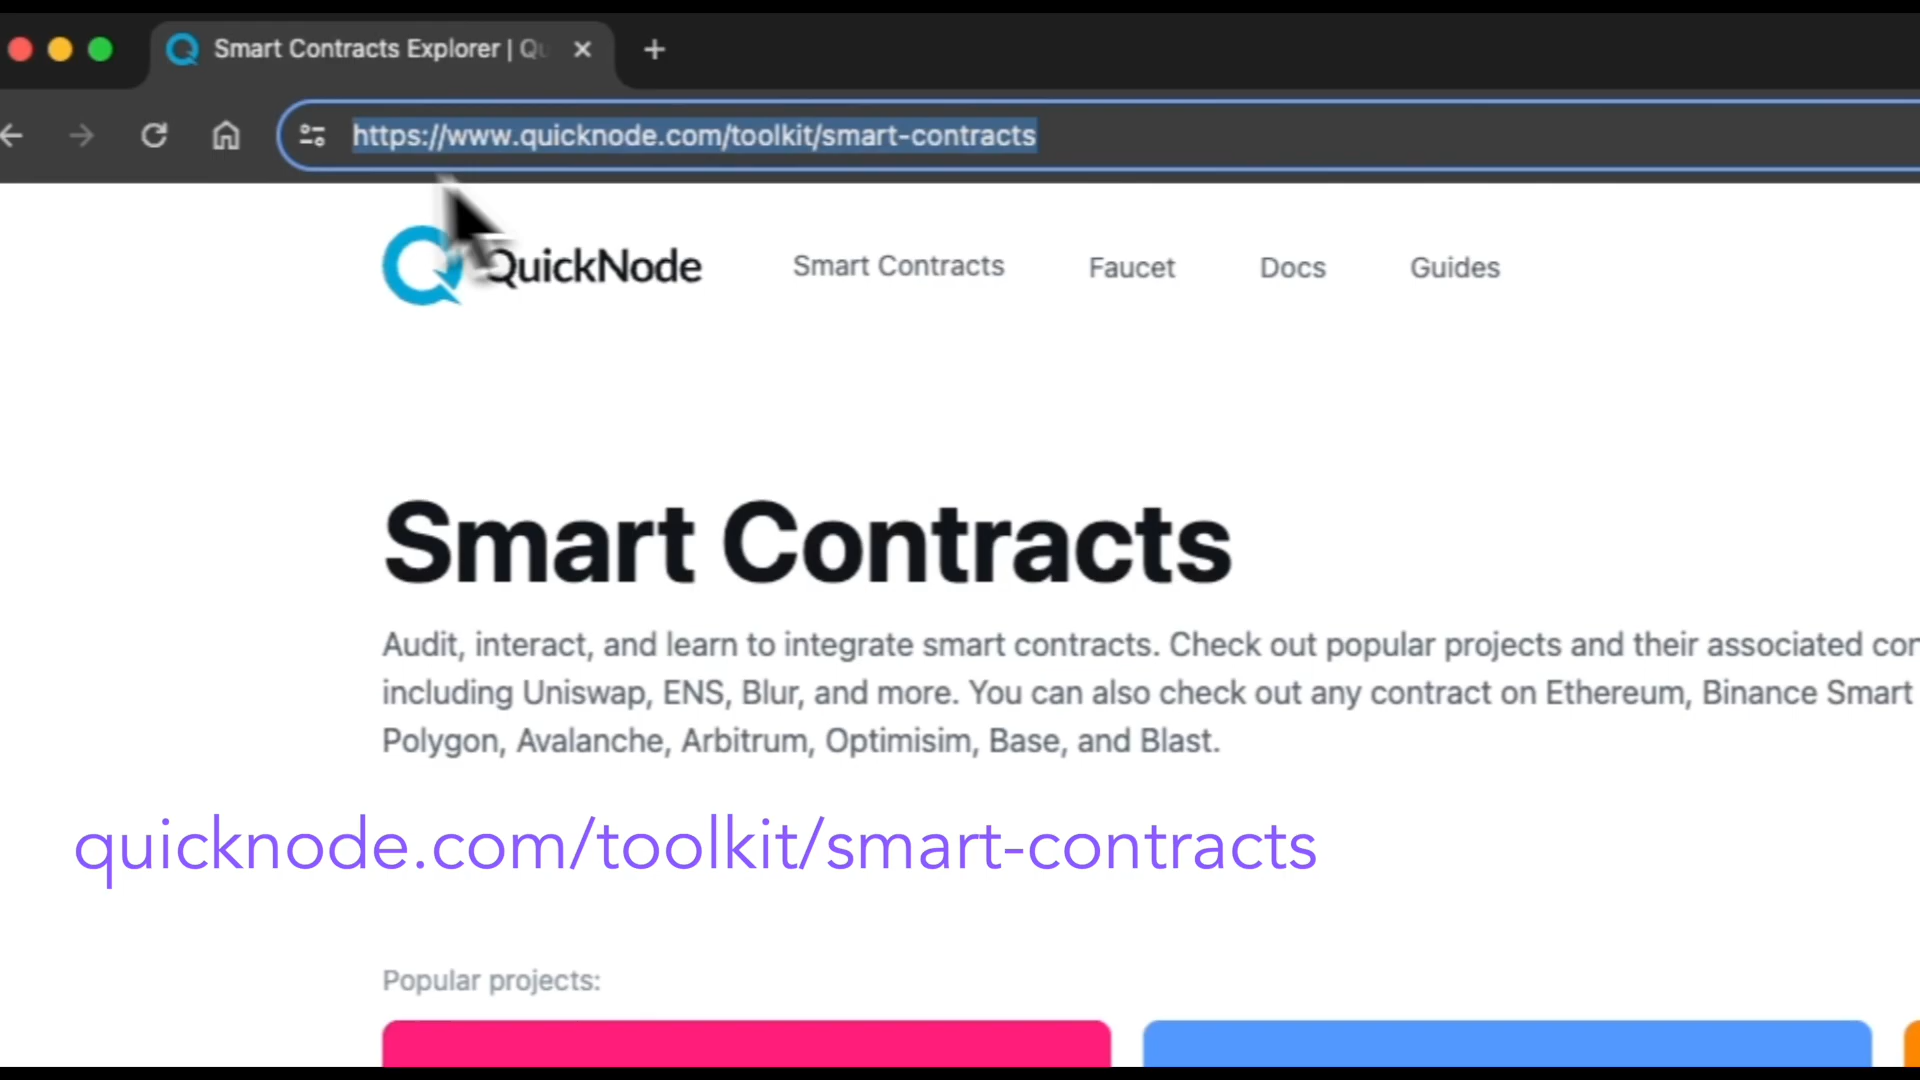 Smart Contracts Explorer | Qu
https://www.quicknode.com/toolkit/smart-contracts
QuickNode
Smart Contracts
Faucet
Docs
Guides
Smart Contracts
Audit, interact, and learn to integrate smart contracts. Check out popular projects and their associated con
including Uniswap, ENS, Blur, and more. You can also check out any contract on Ethereum, Binance Smart
Polygon, Avalanche, Arbitrum, Optimisim, Base, and Blast.
quicknode.com/toolkit/smart-contracts
Popular projects: